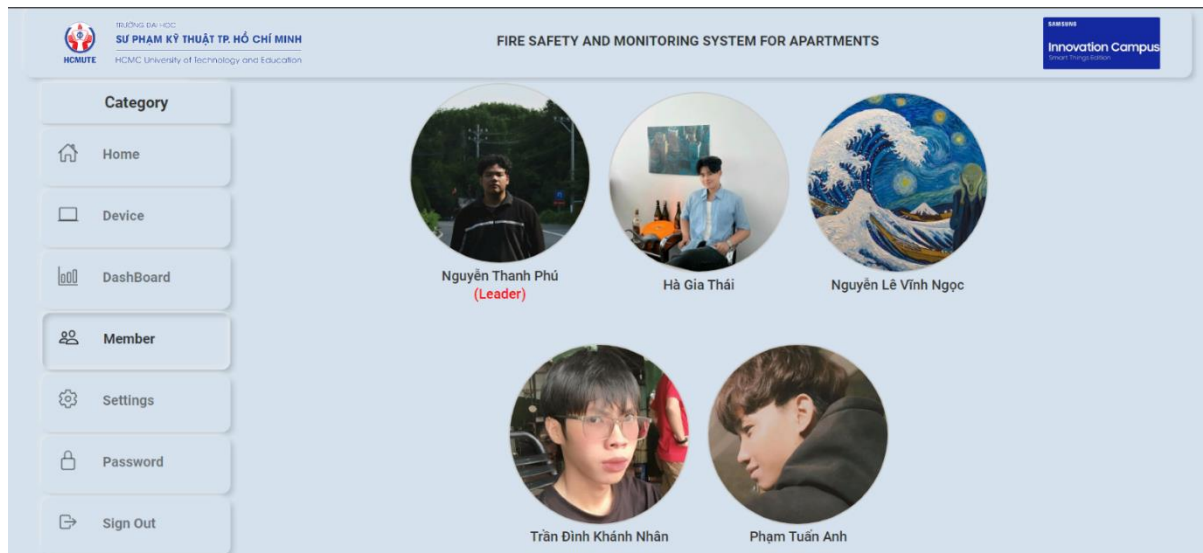 TRƯỜNG ĐẠI HỌC
SƯ PHẠM KỸ THUẬT TP. HỒ CHÍ MINH
HCMUTE
HCMC University of Technology and Education
FIRE SAFETY AND MONITORING SYSTEM FOR APARTMENTS
SAMSUNG
Innovation Campus
Smart Things Edition
Category
Home
Device
DashBoard
Member
Settings
Password
Sign Out
Nguyễn Thanh Phú
(Leader)
Hà Gia Thái
Nguyễn Lê Vĩnh Ngọc
Trần Đình Khánh Nhân
Phạm Tuấn Anh